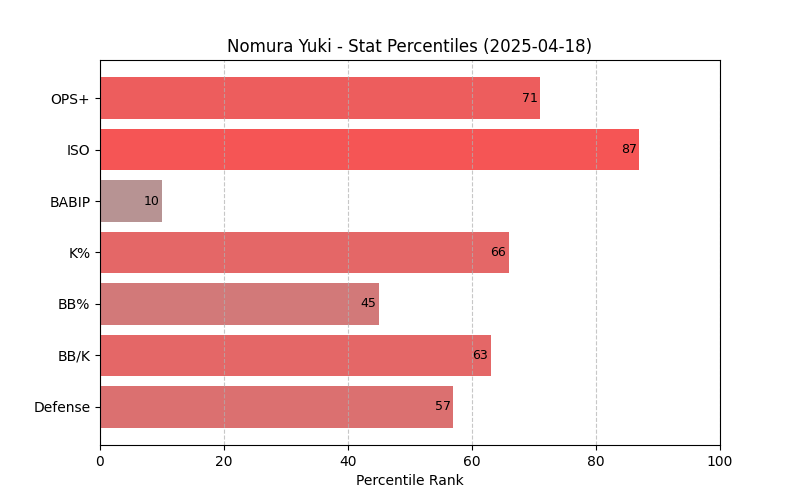 Nomura Yuki - Stat Percentiles (2025-04-18)
OPS+ 71
ISO 87
BABIP 10
K% 66
BB% 45
BB/K 63
Defense 57
0 20 40 60 80 100
Percentile Rank